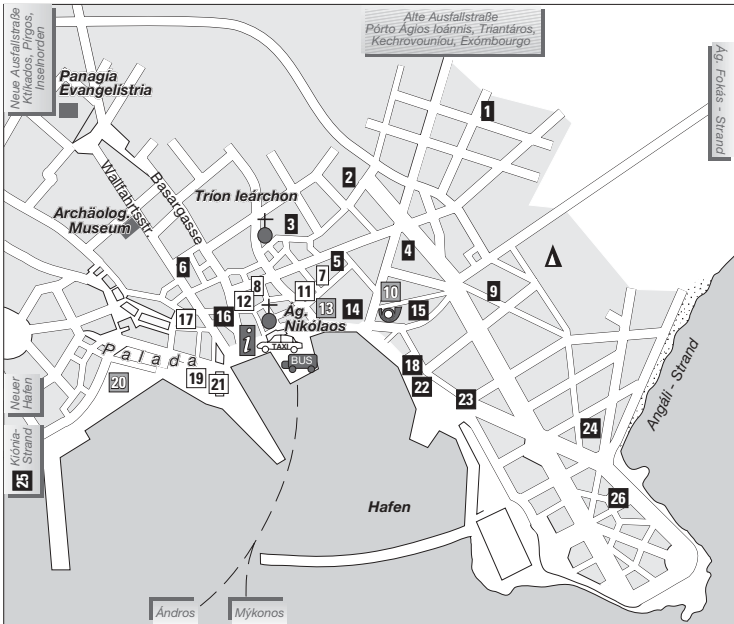 Neue Ausfallstraße
Ktikados, Pirgos,
Inselnorden
Alte Ausfallstraße
Pórto Ágios Ioánnis, Triantáros,
Kechrovouníou, Exómbourgo
Ág. Fokás - Strand
Panagía
Evangelístria
1
Wallfahrtsstr.
Basargasse
2
Tríon Ieárchon
Archäolog.
Museum
3
4
5
6
7
8
9
10
11
12
13
14
15
16
17
Ág.
Nikólaos
i
TAXI
BUS
Palada
18
19
20
21
22
23
24
Angáli - Strand
Neuer
Hafen
25
Kiónia-
Strand
26
Hafen
Ándros
Mýkonos